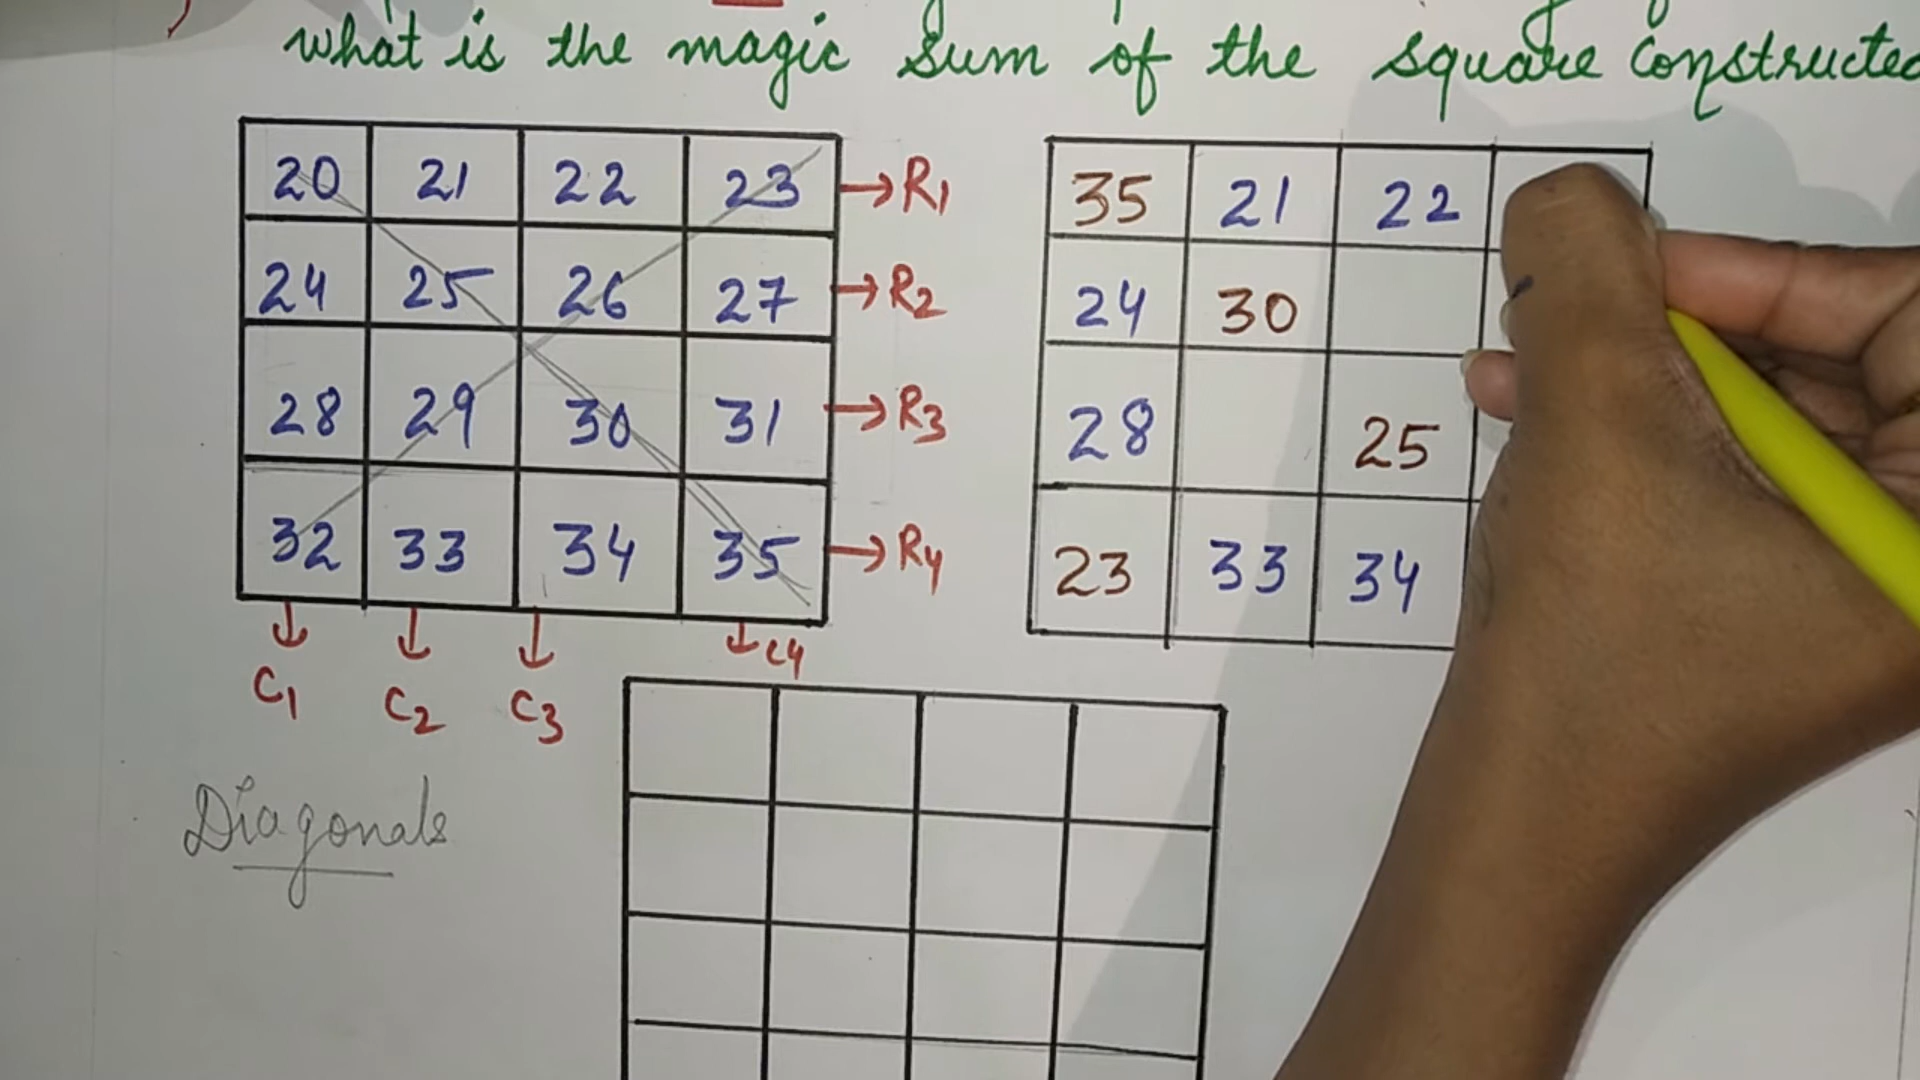 what is the magic sum of the square constructed
20 21 22 23 →R1
24 25 26 27 →R2
28 29 30 31 →R3
32 33 34 35 →R4
C1 C2 C3 C4
35 21 22
24 30
28 25
23 33 34
Diagonals